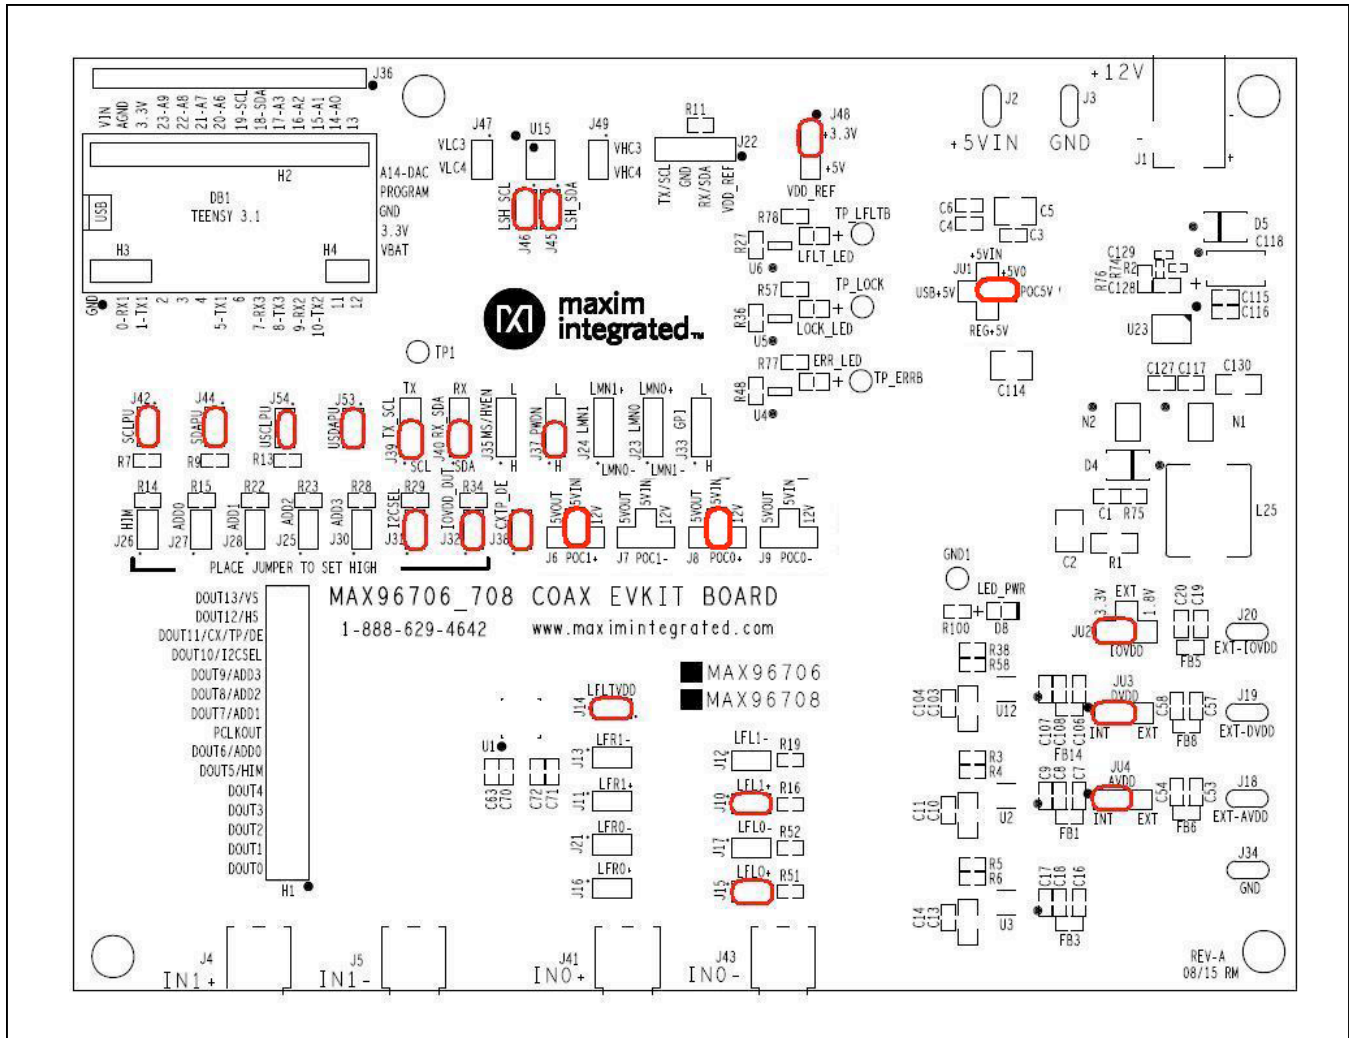 J36
VIN
AGND
3.3V
23-A9
22-A8
21-A7
20-A6
19-SCL
18-SDA
17-A3
16-A2
15-A1
14-A0
13
H2
DB1
TEENSY 3.1
USB
H3
H4
A14-DAC
PROGRAM
GND
3.3V
VBAT
GND
0-RX1
1-TX1
2
3
4
5-TX1
7-RX3
8-TX3
9-RX2
10-TX2
11
12
J47
U15
J49
VLC3
VLC4
VHC3
VHC4
LSH_SCL
LSH_SDA
J46
J45
R11
J22
TX/SCL
GND
RX/SDA
VDD_REF
J48
+3.3V
+5V
VDD_REF
+12V
J2
J3
+5VIN
GND
J1
- +
R78
TP_LFLTB
R27
U6
LFLT_LED
R57
TP_LOCK
R36
U5
LOCK_LED
R77
ERR_LED
R48
U4
TP_ERRB
C6
C4
C5
C3
+5VIN
JU1
+5VO
USB+5V
POC5V
REG+5V
C114
D5
C118
C129
R76
R74
R2
C128
C115
C116
U23
C127
C117
C130
N2
N1
D4
C1
R75
L25
C2
R1
maxim
integrated™
TP1
J42
J44
J54
J53
SCLPU
SDAPU
USCLPU
USDAPU
R7
R9
R13
TX
TX_SCL
J39
SCL
RX
RX_SDA
J40
SDA
L
MS/HVEN
J35
H
L
PWDN
J37
H
LMN1+
LMN1
J24
LMN0-
LMN0+
LMN0
J23
LMN1-
L
GPI
J33
H
R14
R15
R22
R23
R28
R29
R34
HIM
ADD0
ADD1
ADD2
ADD3
I2CSEL
IOVDD_OUT
CXTP_DE
J26
J27
J28
J25
J30
J31
J32
J38
PLACE JUMPER TO SET HIGH
5VOUT
5VIN
12V
J6 POC1+
5VOUT
5VIN
12V
J7 POC1-
5VOUT
5VIN
12V
J8 POC0+
5VOUT
5VIN
12V
J9 POC0-
MAX96706_708 COAX EVKIT BOARD
1-888-629-4642 www.maximintegrated.com
MAX96706
MAX96708
DOUT13/VS
DOUT12/HS
DOUT11/CX/TP/DE
DOUT10/I2CSEL
DOUT9/ADD3
DOUT8/ADD2
DOUT7/ADD1
PCLKOUT
DOUT6/ADD0
DOUT5/HIM
DOUT4
DOUT3
DOUT2
DOUT1
DOUT0
H1
U1
C63
C70
C72
C71
LFLTVDD
J14
LFR1-
J13
LFR1+
J11
LFR0-
J21
LFR0+
J16
LFL1-
J12
R19
LFL1+
J10
R16
LFL0-
J17
R52
LFL0+
J15
R51
GND1
LED_PWR
R100
D8
R38
R58
C104
C103
U12
R3
R4
C11
C10
U2
R5
R6
C14
C13
U3
3.3V
EXT
1.8V
JU2
IOVDD
C20
C19
FB5
J20
EXT-IOVDD
JU3
DVDD
INT
EXT
C107
C108
C106
FB14
C58
C57
FB8
J19
EXT-DVDD
JU4
AVDD
INT
EXT
C9
C8
C7
FB1
C54
C53
FB6
J18
EXT-AVDD
J34
GND
C17
C18
C16
FB3
J4
IN1+
J5
IN1-
J41
IN0+
J43
IN0-
REV-A
08/15 RM